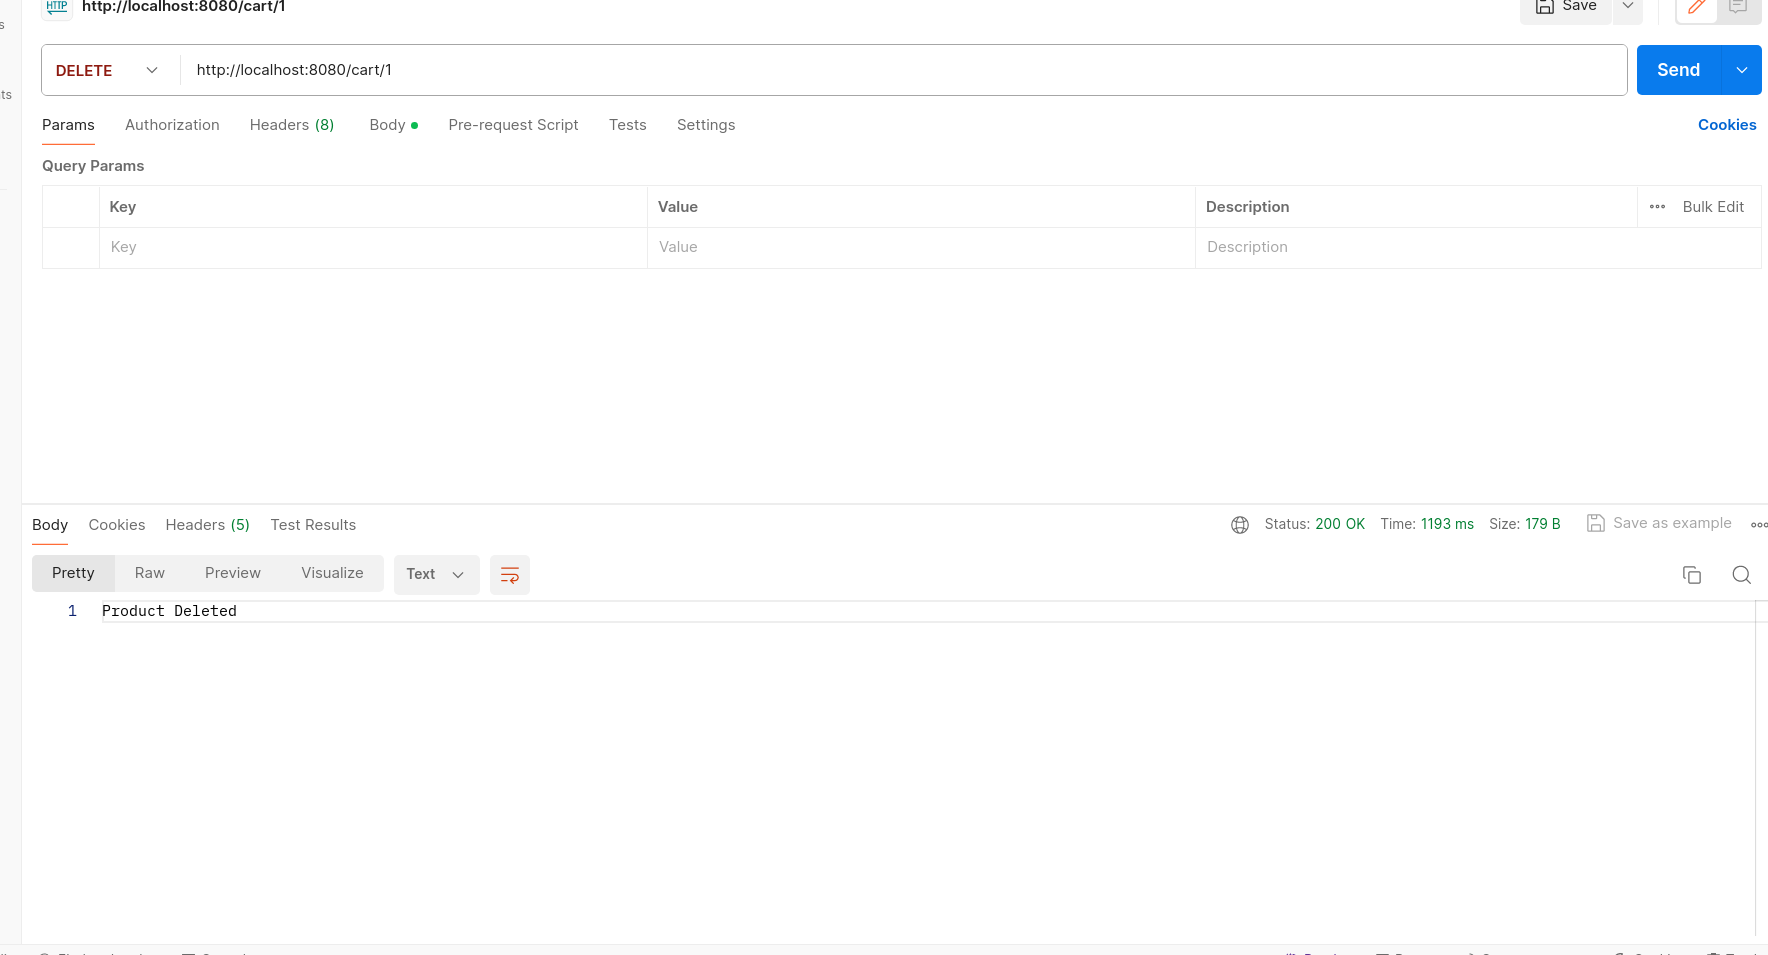 HTTP http://localhost:8080/cart/1 Save
s
DELETE http://localhost:8080/cart/1 Send
ts
Params Authorization Headers (8) Body Pre-request Script Tests Settings Cookies
Query Params
Key Value Description Bulk Edit
Key Value Description
Body Cookies Headers (5) Test Results Status: 200 OK Time: 1193 ms Size: 179 B Save as example
Pretty Raw Preview Visualize Text
1 Product Deleted